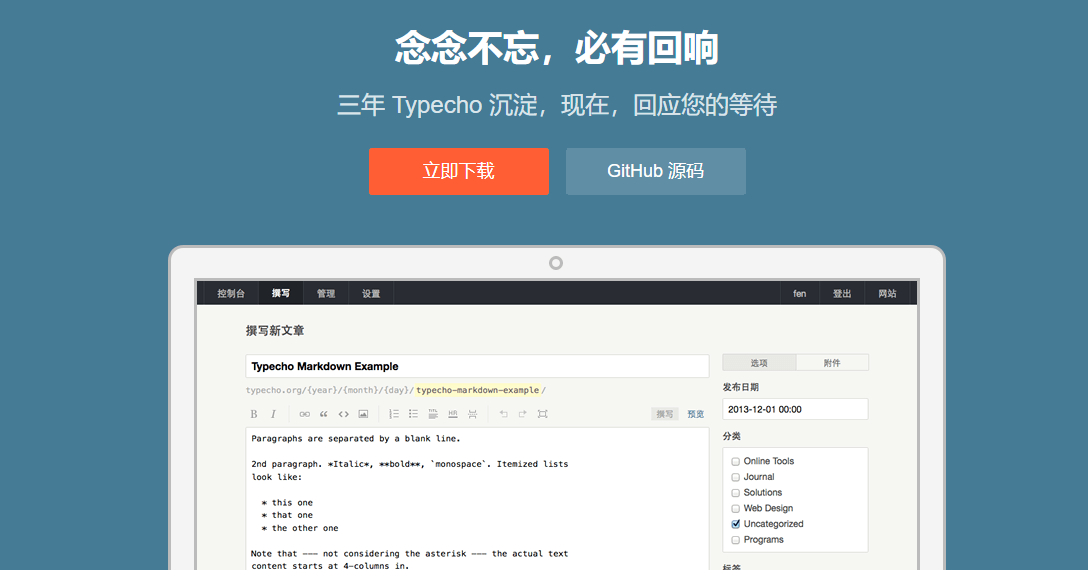 念念不忘，必有回响
三年 Typecho 沉淀，现在，回应您的等待
立即下载 GitHub 源码
控制台 撰写 管理 设置 fen 登出 网站
撰写新文章
选项 附件
Typecho Markdown Example
typecho.org/{year}/{month}/{day}/typecho-markdown-example/
发布日期
2013-12-01 00:00
B I 撰写 预览
分类
Paragraphs are separated by a blank line.
2nd paragraph. *Italic*, **bold**, `monospace`. Itemized lists
look like:
* this one
* that one
* the other one
Note that --- not considering the asterisk --- the actual text
content starts at 4-columns in.
Online Tools
Journal
Solutions
Web Design
Uncategorized
Programs
标签